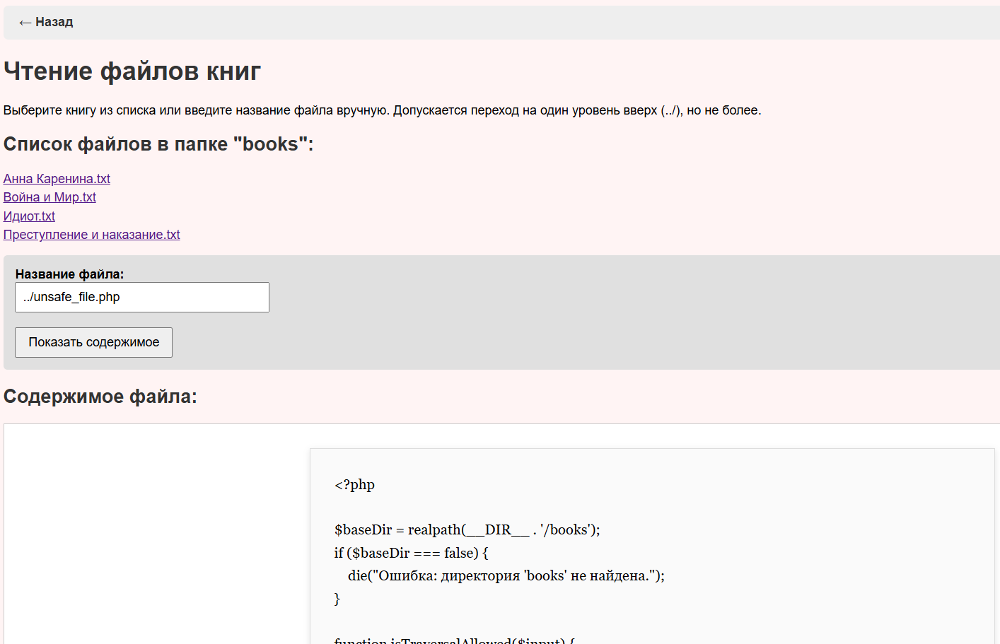 ← Назад
Чтение файлов книг
Выберите книгу из списка или введите название файла вручную. Допускается переход на один уровень вверх (../), но не более.
Список файлов в папке "books":
Анна Каренина.txt
Война и Мир.txt
Идиот.txt
Преступление и наказание.txt
Название файла:
../unsafe_file.php
Показать содержимое
Содержимое файла:
<?php
$baseDir = realpath(__DIR__ . '/books');
if ($baseDir === false) {
die("Ошибка: директория 'books' не найдена.");
}
function isTraversalAllowed($input) {